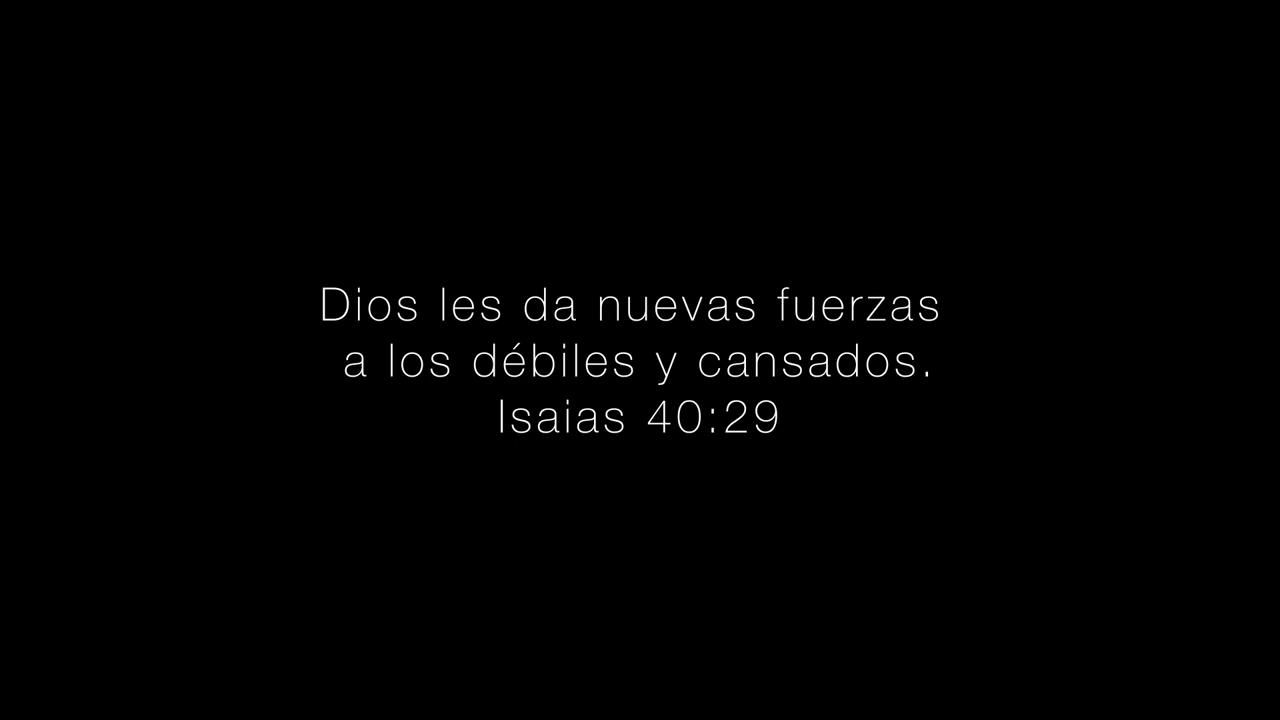 Dios les da nuevas fuerzas
a los débiles y cansados.
Isaias 40:29